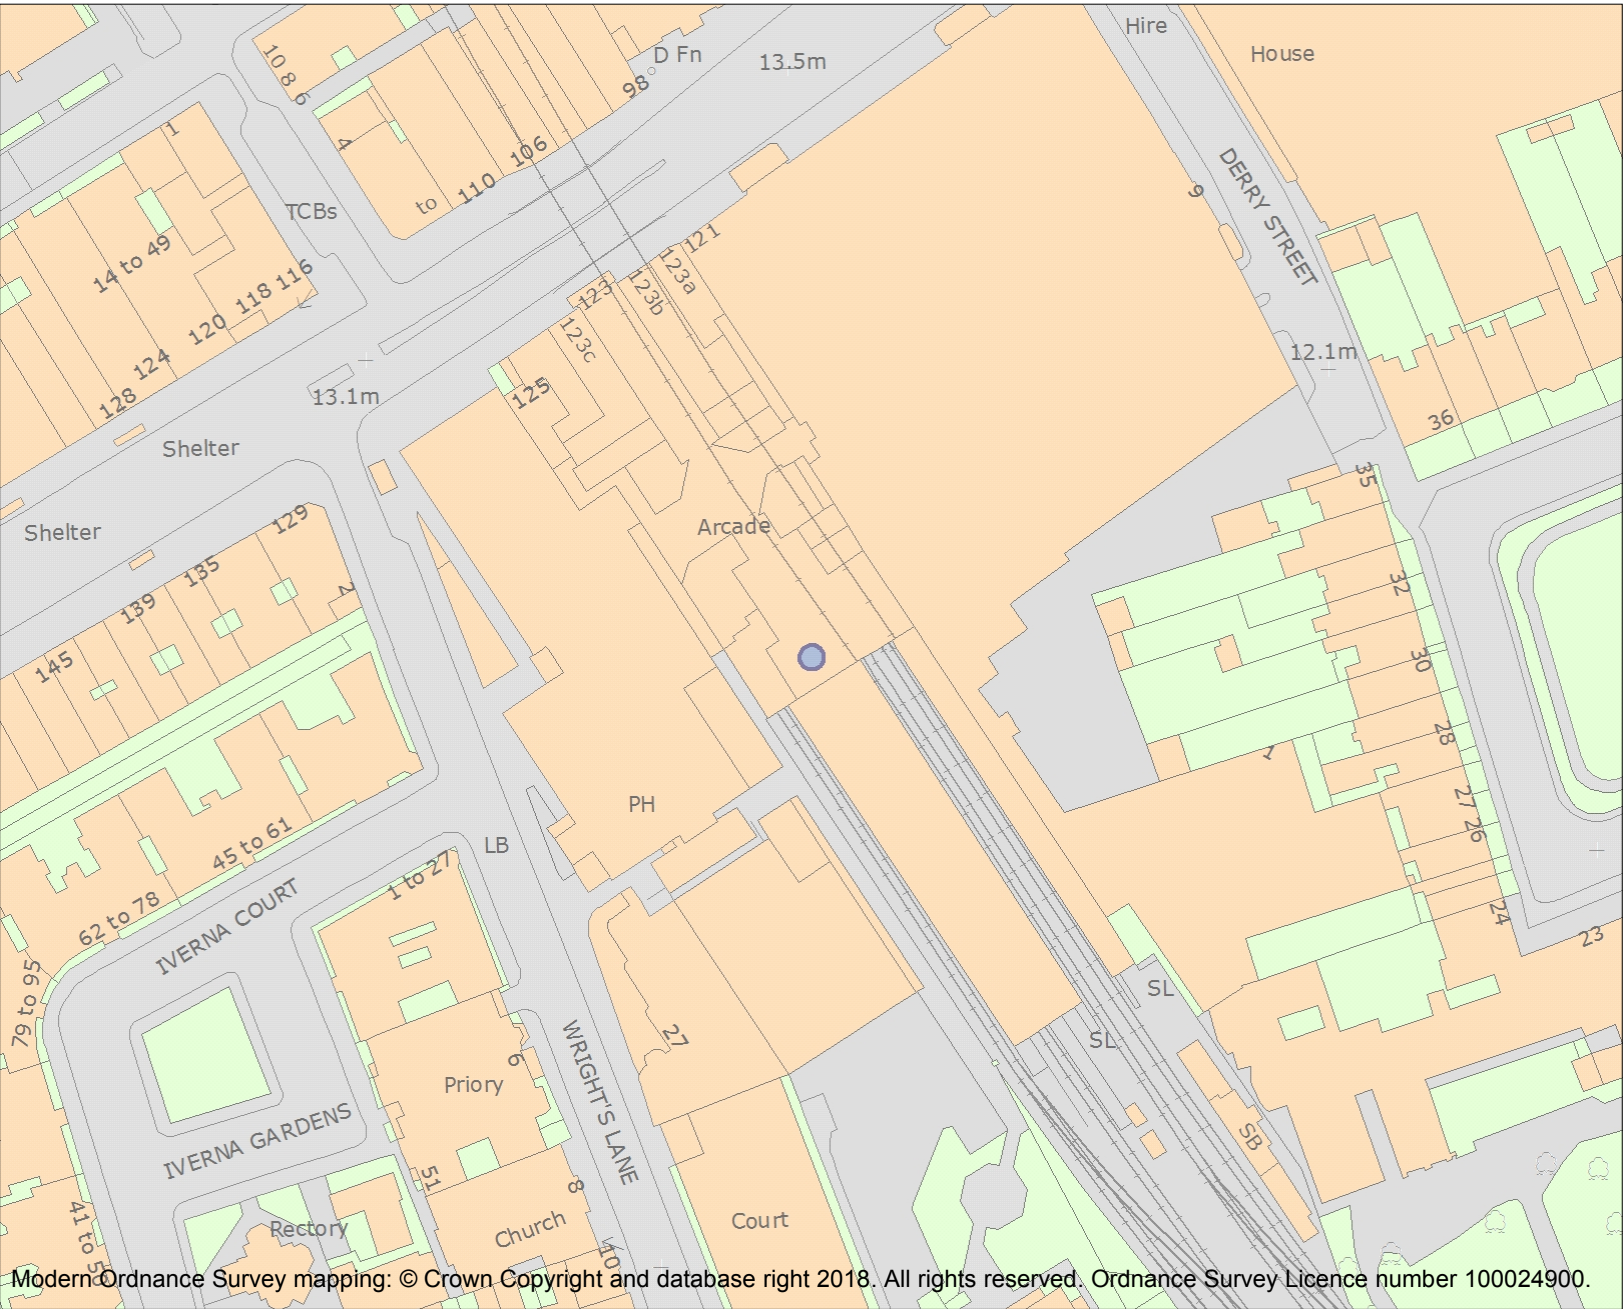 Hire
House
D Fn
13.5m
10 8 6
98
4
1
106
110
to
TCBs
9
DERRY STREET
14 to 49
121
123a
123b
123
123c
118 116
120
124
128
13.1m
125
12.1m
36
Shelter
35
Shelter
129
Arcade
135
2
32
139
145
30
28
1
27
26
PH
LB
45 to 61
1 to 27
62 to 78
IVERNA COURT
24
23
79 to 95
SL
SL
27
6
WRIGHT'S LANE
Priory
IVERNA GARDENS
SB
51
8
Church
Court
Rectory
41 to 50
10
Modern Ordnance Survey mapping: © Crown Copyright and database right 2018. All rights reserved. Ordnance Survey Licence number 100024900.